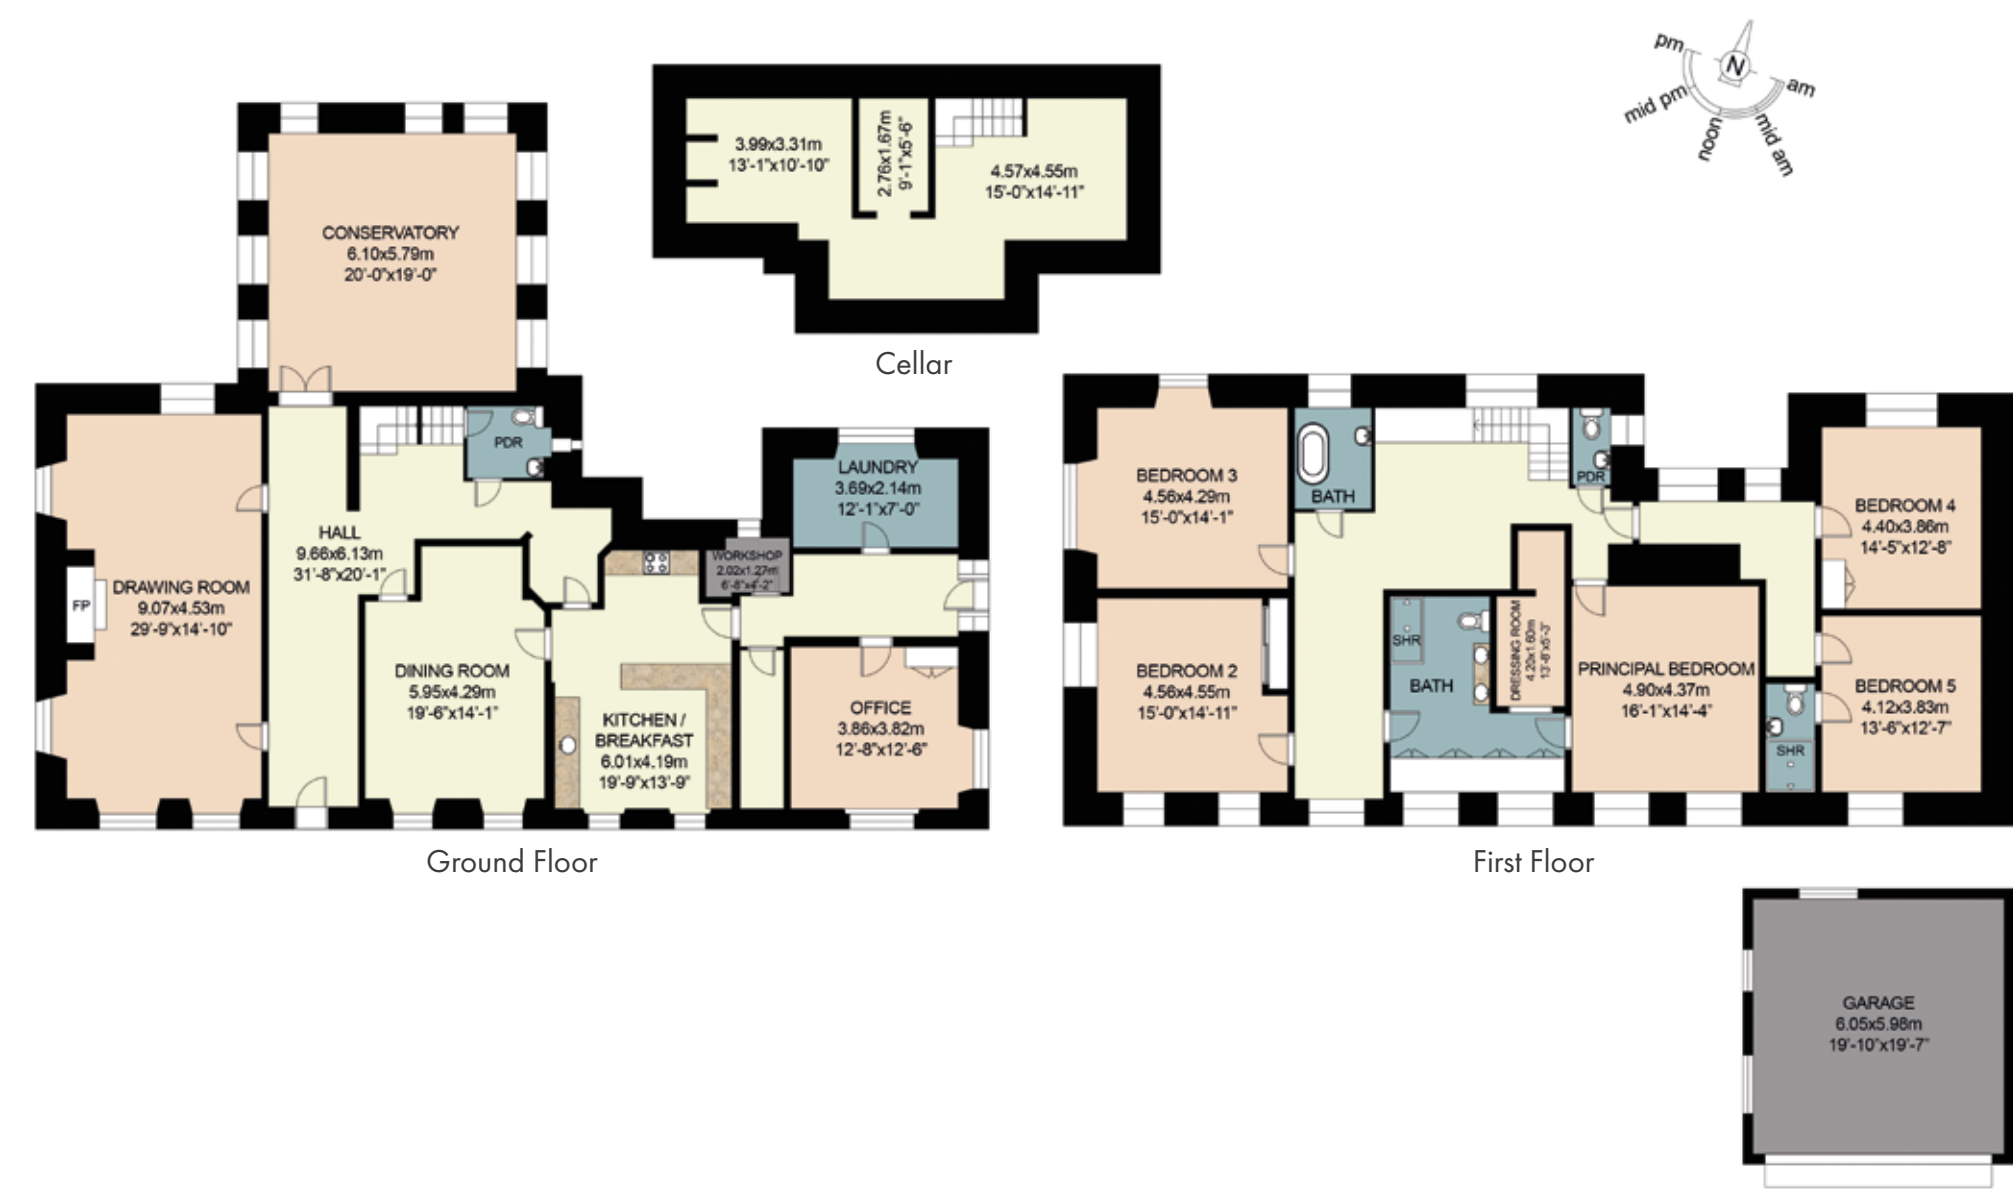 pm
N
am
mid pm
noon
mid am
3.99x3.31m
13'-1"x10'-10"
2.76x1.67m
9'-1"x5'-6"
4.57x4.55m
15'-0"x14'-11"
Cellar
CONSERVATORY
6.10x5.79m
20'-0"x19'-0"
PDR
LAUNDRY
3.69x2.14m
12'-1"x7'-0"
HALL
9.66x6.13m
31'-8"x20'-1"
WORKSHOP
2.02x1.27m
6'-8"x4'-2"
FP
DRAWING ROOM
9.07x4.53m
29'-9"x14'-10"
DINING ROOM
5.95x4.29m
19'-6"x14'-1"
KITCHEN /
BREAKFAST
6.01x4.19m
19'-9"x13'-9"
OFFICE
3.86x3.82m
12'-8"x12'-6"
Ground Floor
BEDROOM 3
4.56x4.29m
15'-0"x14'-1"
BATH
PDR
BEDROOM 4
4.40x3.86m
14'-5"x12'-8"
BEDROOM 2
4.56x4.55m
15'-0"x14'-11"
SHR
BATH
DRESSING ROOM
4.20x1.60m
13'-8"x5'-3"
PRINCIPAL BEDROOM
4.90x4.37m
16'-1"x14'-4"
SHR
BEDROOM 5
4.12x3.83m
13'-6"x12'-7"
First Floor
GARAGE
6.05x5.98m
19'-10"x19'-7"